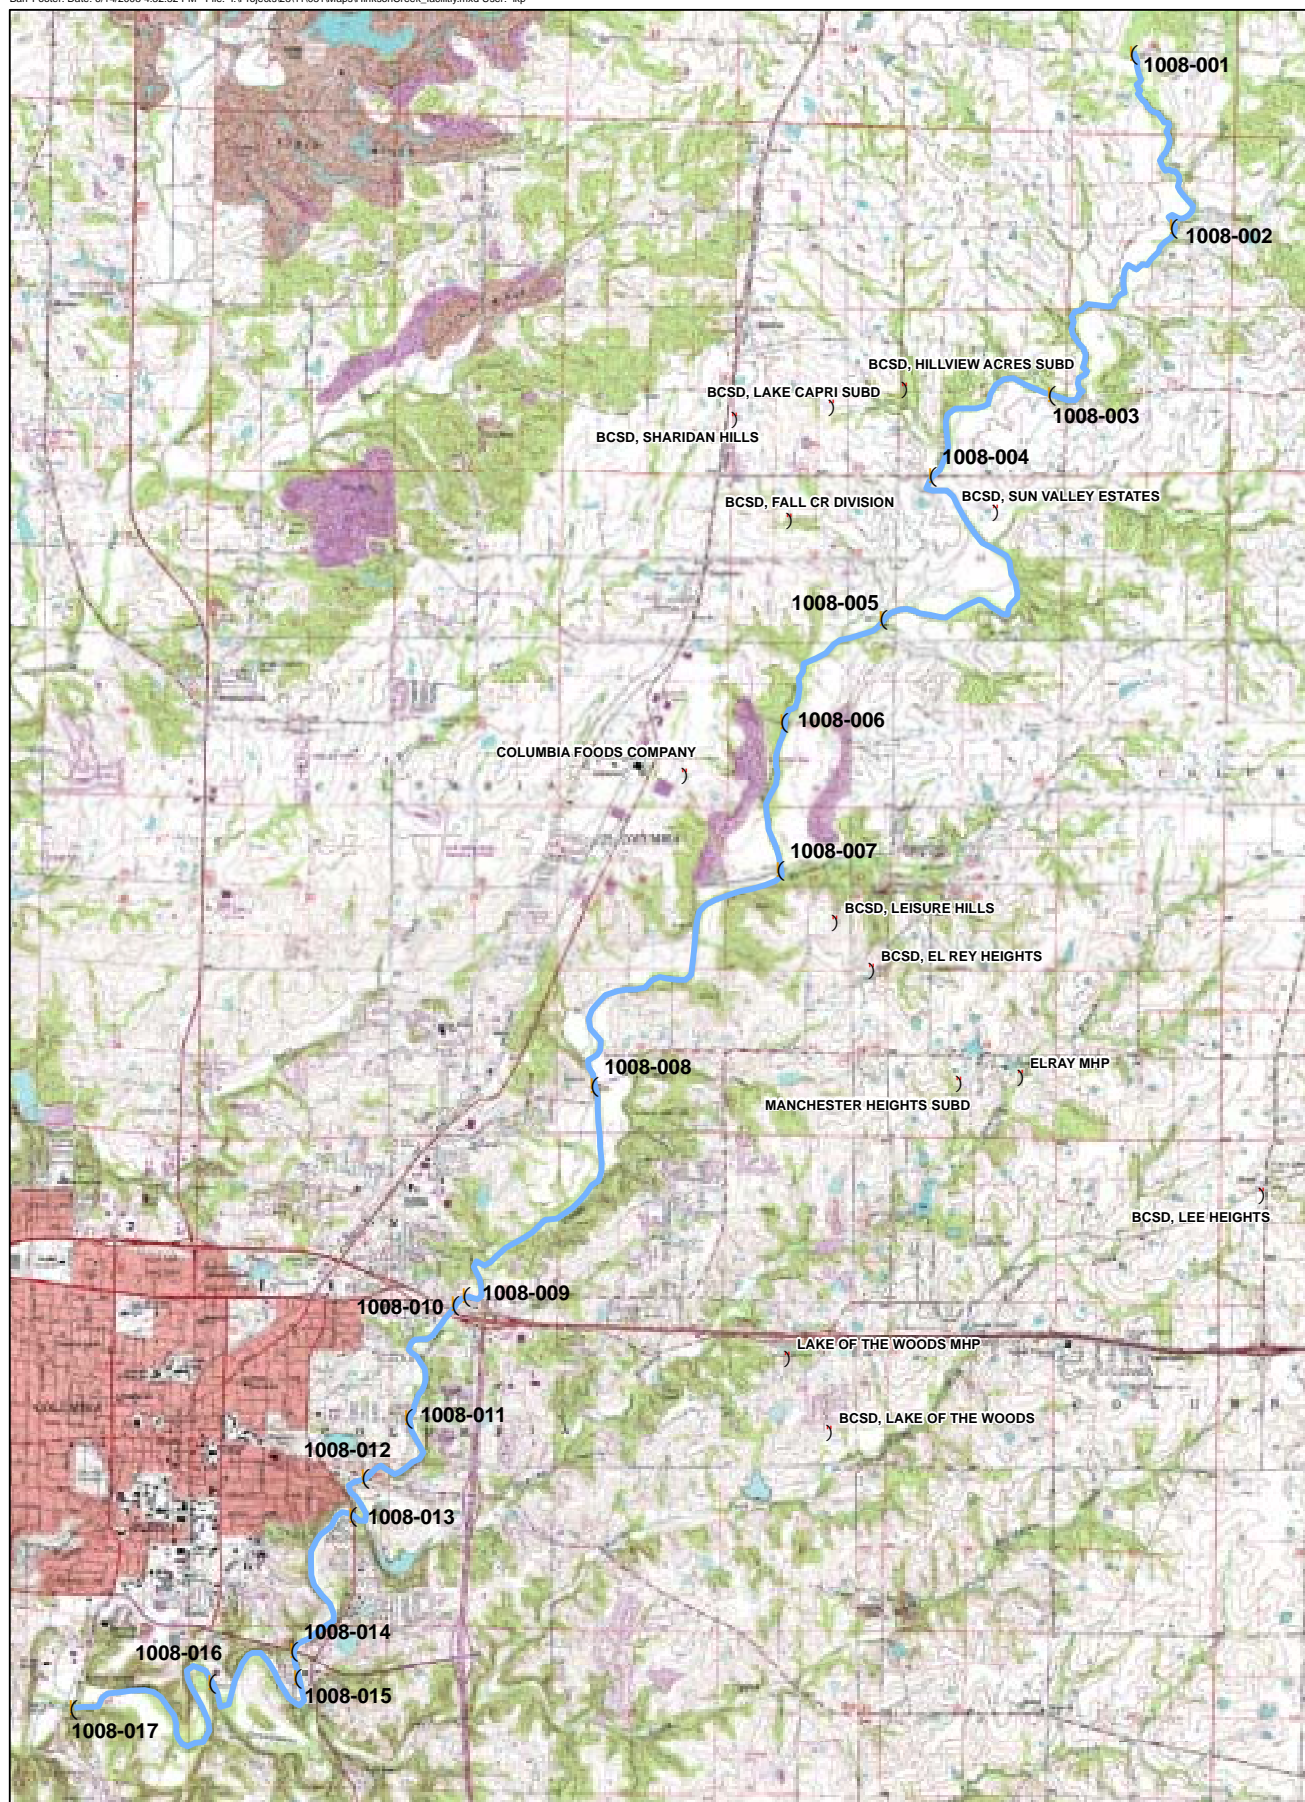 1008-001
1008-002
BCSD, HILLVIEW ACRES SUBD
BCSD, LAKE CAPRI SUBD
1008-003
BCSD, SHARIDAN HILLS
1008-004
BCSD, SUN VALLEY ESTATES
BCSD, FALL CR DIVISION
1008-005
1008-006
COLUMBIA FOODS COMPANY
1008-007
BCSD, LEISURE HILLS
BCSD, EL REY HEIGHTS
1008-008
ELRAY MHP
MANCHESTER HEIGHTS SUBD
BCSD, LEE HEIGHTS
1008-009
1008-010
LAKE OF THE WOODS MHP
1008-011
BCSD, LAKE OF THE WOODS
1008-012
1008-013
1008-014
1008-016
1008-015
1008-017